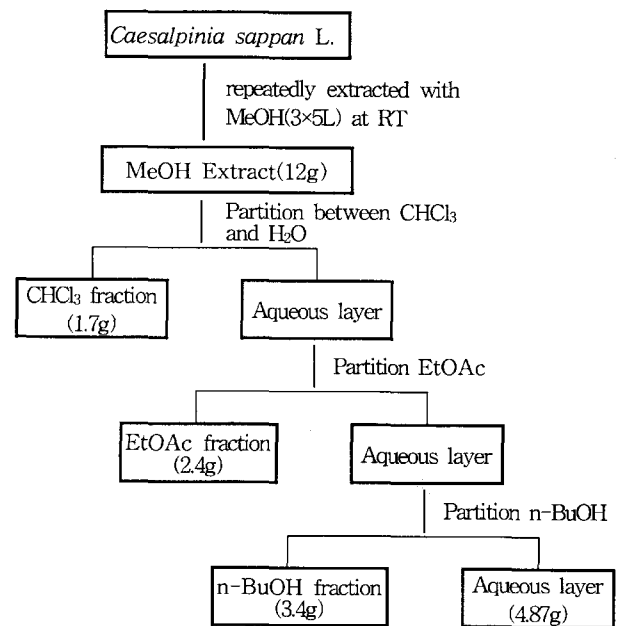 Caesalpinia sappan L.
repeatedly extracted with
MeOH(3×5L) at RT
MeOH Extract(12g)
Partition between CHCl₃
and H₂O
CHCl₃ fraction
(1.7g)
Aqueous layer
Partition EtOAc
EtOAc fraction
(2.4g)
Aqueous layer
Partition n-BuOH
n-BuOH fraction
(3.4g)
Aqueous layer
(4.87g)